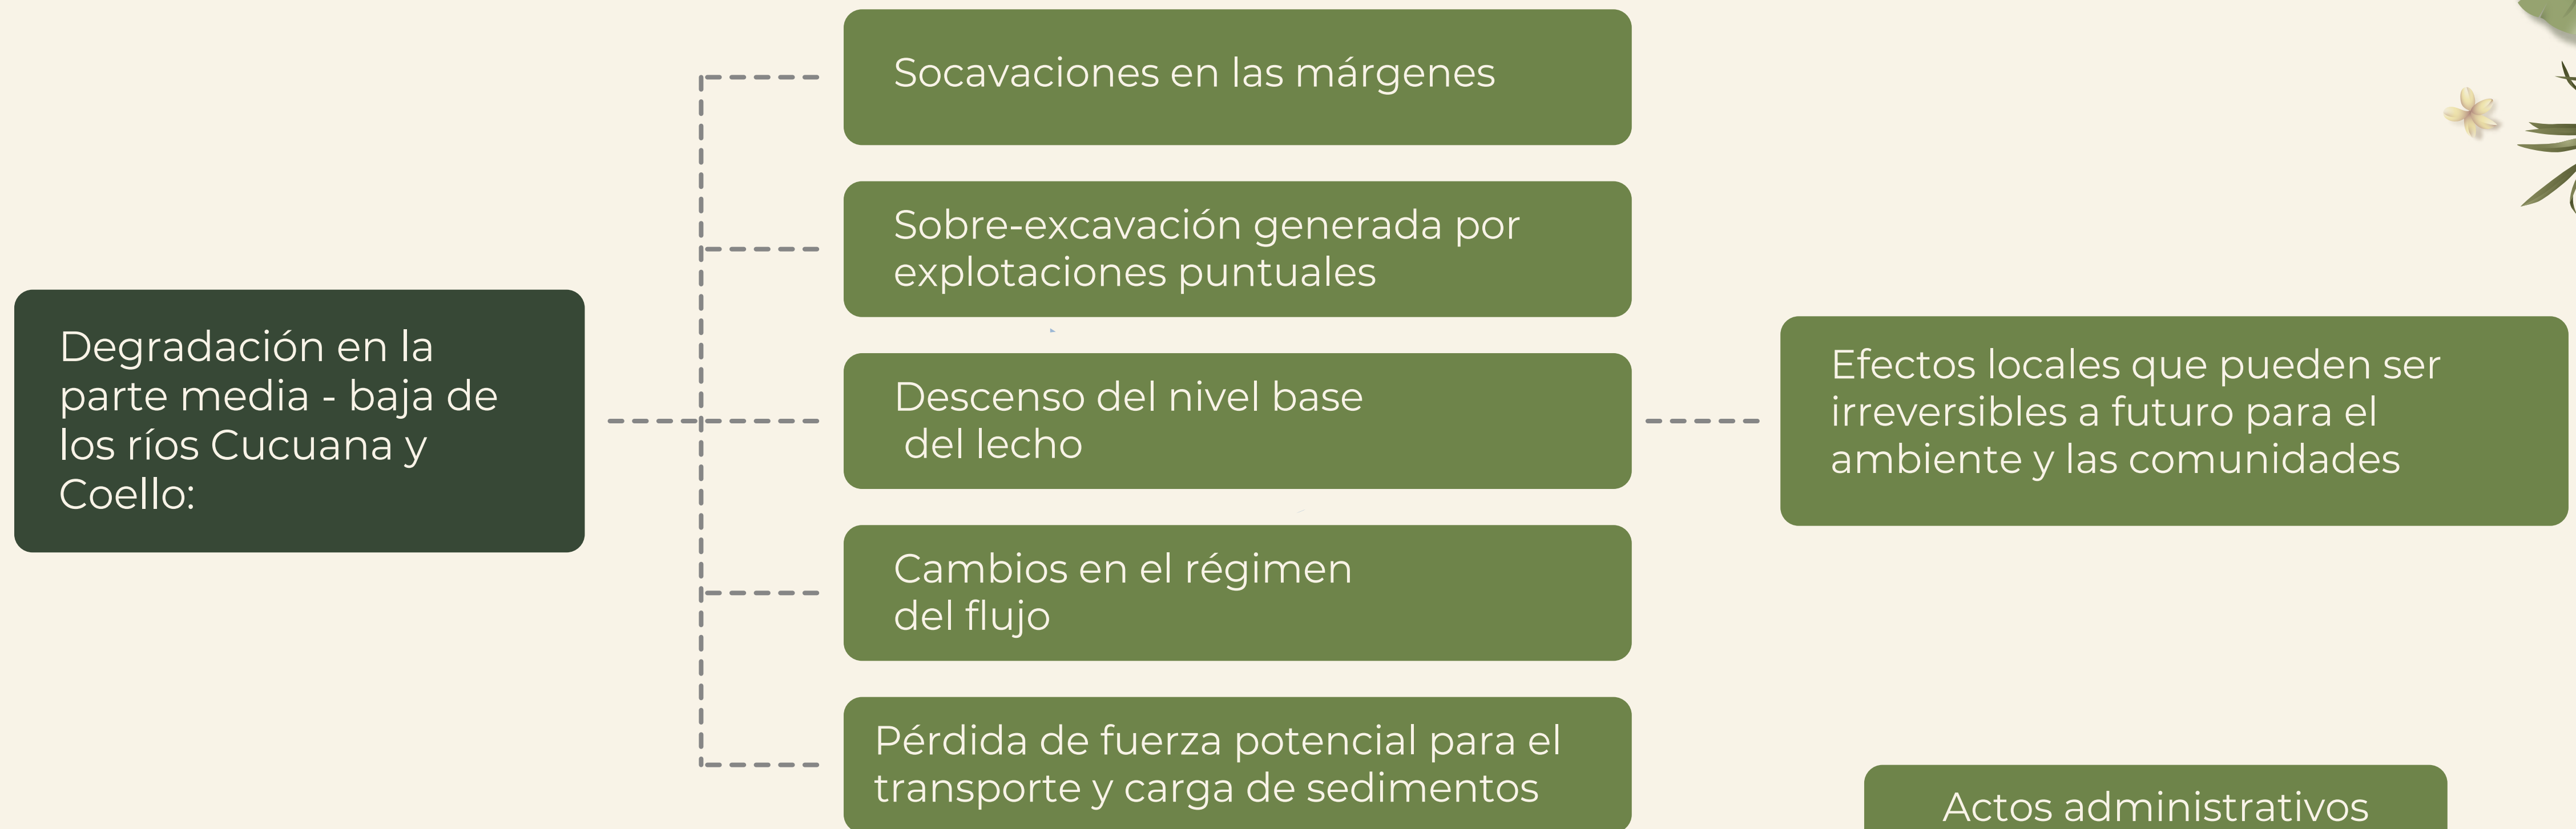 Degradación en la
parte media - baja de
los ríos Cucuana y
Coello:
Socavaciones en las márgenes
Sobre-excavación generada por
explotaciones puntuales
Descenso del nivel base
del lecho
Cambios en el régimen
del flujo
Pérdida de fuerza potencial para el
transporte y carga de sedimentos
Efectos locales que pueden ser
irreversibles a futuro para el
ambiente y las comunidades
Actos administrativos